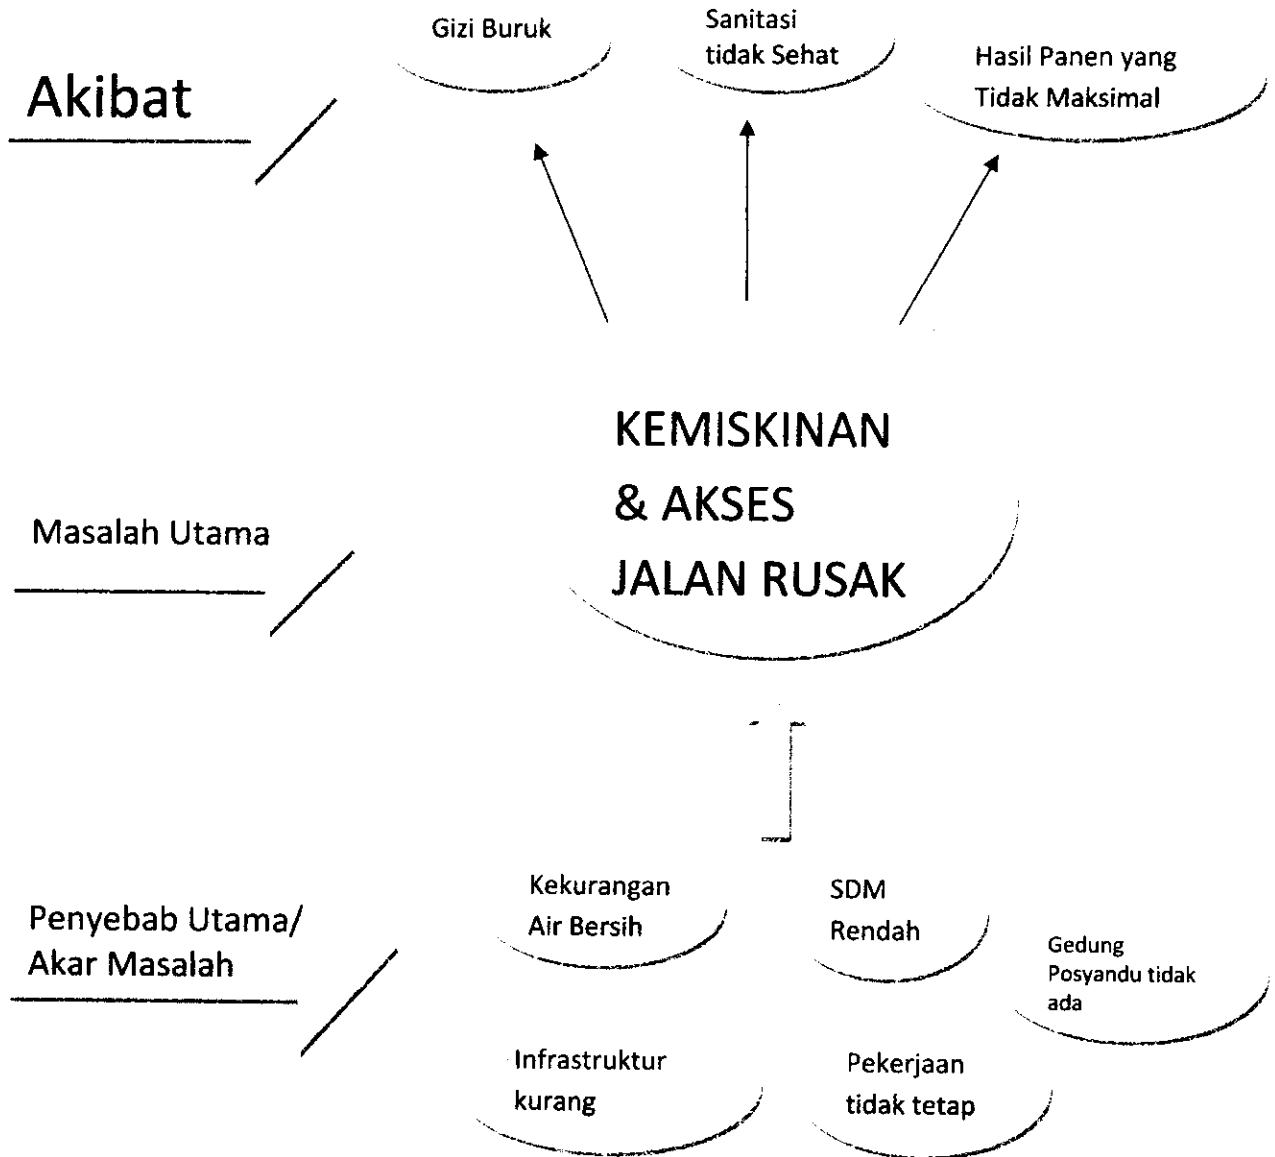 Gizi Buruk
Sanitasi
tidak Sehat
Hasil Panen yang
Tidak Maksimal
Akibat
KEMISKINAN
& AKSES
JALAN RUSAK
Masalah Utama
Kekurangan
Air Bersih
SDM
Rendah
Penyebab Utama/
Akar Masalah
Gedung
Posyandu tidak
ada
Infrastruktur
kurang
Pekerjaan
tidak tetap